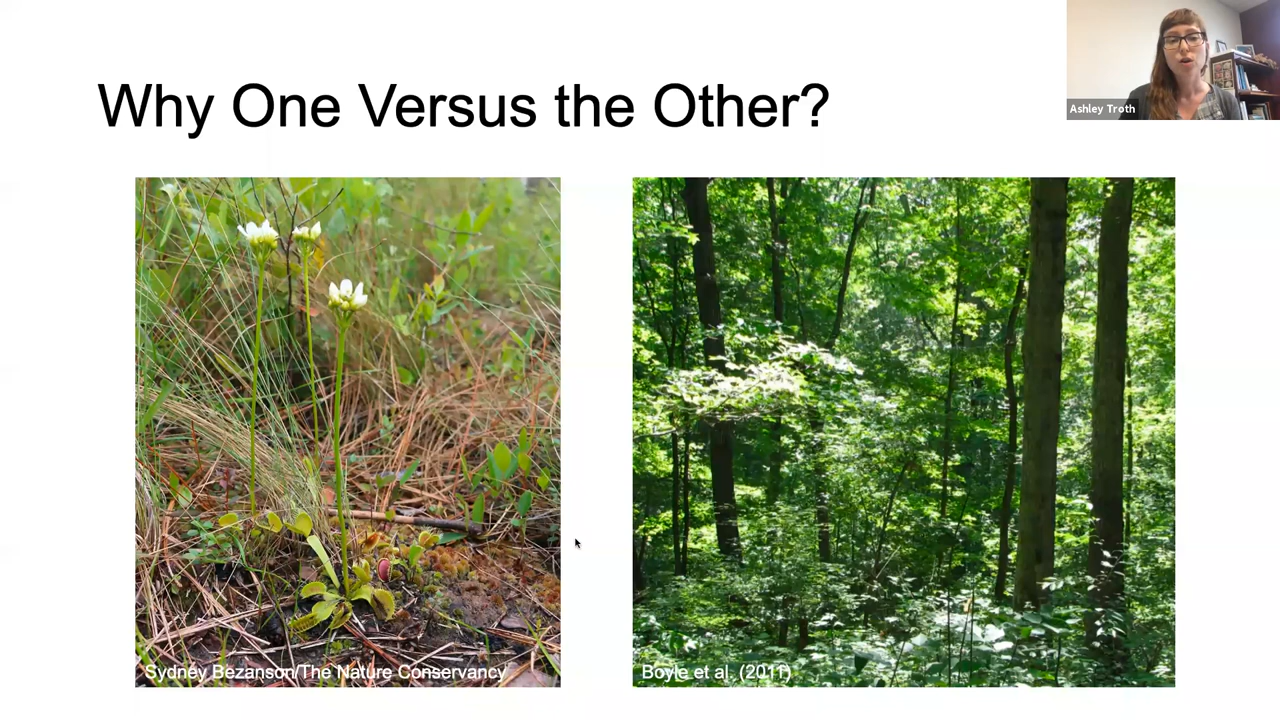 Why One Versus the Other?
Ashley Troth
Sydney Bezanson/The Nature Conservancy
Boyle et al. (2011)